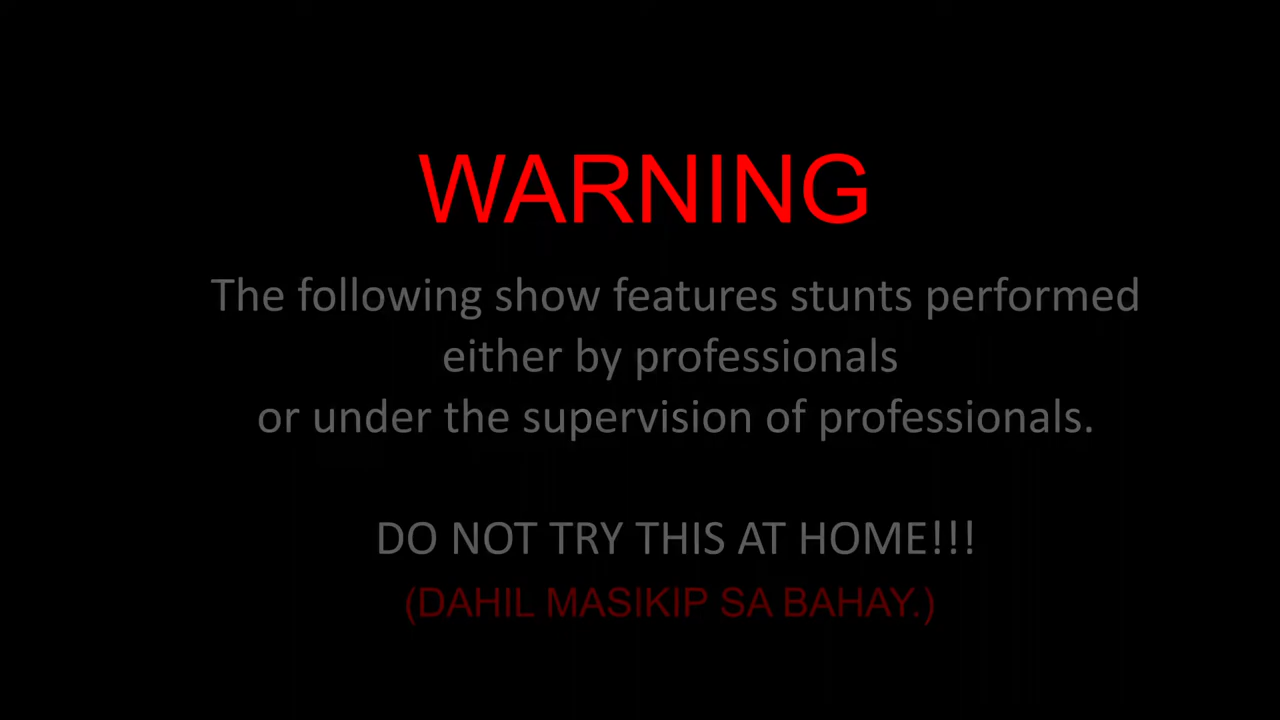 WARNING
The following show features stunts performed
either by professionals
or under the supervision of professionals.
DO NOT TRY THIS AT HOME!!!
(DAHIL MASIKIP SA BAHAY.)